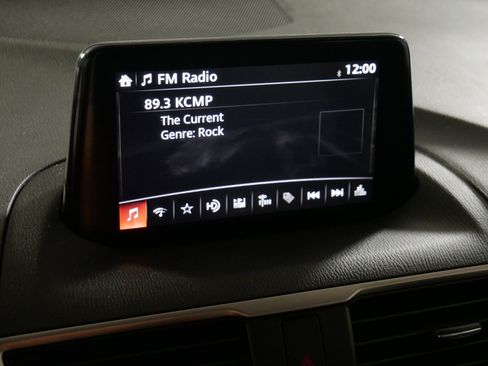 FM Radio 12:00
89.3 KCMP
The Current
Genre: Rock